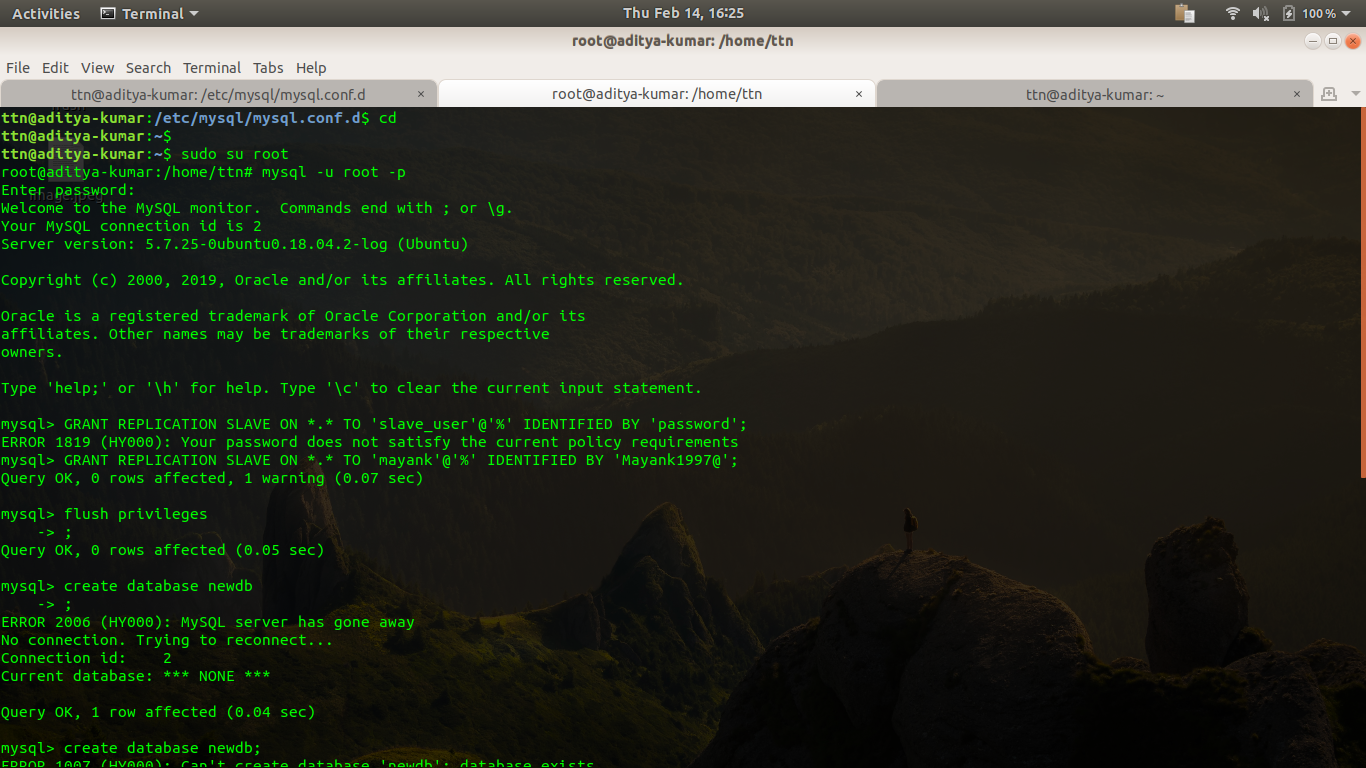 Activities Terminal Thu Feb 14, 16:25 100%
root@aditya-kumar: /home/ttn
File Edit View Search Terminal Tabs Help
ttn@aditya-kumar: /etc/mysql/mysql.conf.d × root@aditya-kumar: /home/ttn × ttn@aditya-kumar: ~ ×
ttn@aditya-kumar:/etc/mysql/mysql.conf.d$ cd
ttn@aditya-kumar:~$
ttn@aditya-kumar:~$ sudo su root
root@aditya-kumar:/home/ttn# mysql -u root -p
Enter password:
image.jpeg
Welcome to the MySQL monitor.  Commands end with ; or \g.
Your MySQL connection id is 2
Server version: 5.7.25-0ubuntu0.18.04.2-log (Ubuntu)
Copyright (c) 2000, 2019, Oracle and/or its affiliates. All rights reserved.
Oracle is a registered trademark of Oracle Corporation and/or its
affiliates. Other names may be trademarks of their respective
owners.
Type 'help;' or '\h' for help. Type '\c' to clear the current input statement.
mysql> GRANT REPLICATION SLAVE ON *.* TO 'slave_user'@'%' IDENTIFIED BY 'password';
ERROR 1819 (HY000): Your password does not satisfy the current policy requirements
mysql> GRANT REPLICATION SLAVE ON *.* TO 'mayank'@'%' IDENTIFIED BY 'Mayank1997@';
Query OK, 0 rows affected, 1 warning (0.07 sec)
mysql> flush privileges
    -> ;
Query OK, 0 rows affected (0.05 sec)
mysql> create database newdb
    -> ;
ERROR 2006 (HY000): MySQL server has gone away
No connection. Trying to reconnect...
Connection id:    2
Current database: *** NONE ***
Query OK, 1 row affected (0.04 sec)
mysql> create database newdb;
ERROR 1007 (HY000): Can't create database 'newdb'; database exists